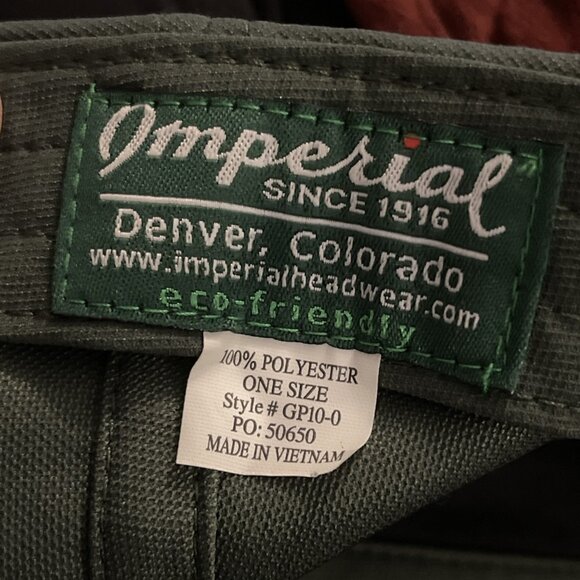 Imperial
SINCE 1916
Denver, Colorado
www.imperialheadwear.com
eco-friendly
100% POLYESTER
ONE SIZE
Style # GP10-0
PO: 50650
MADE IN VIETNAM